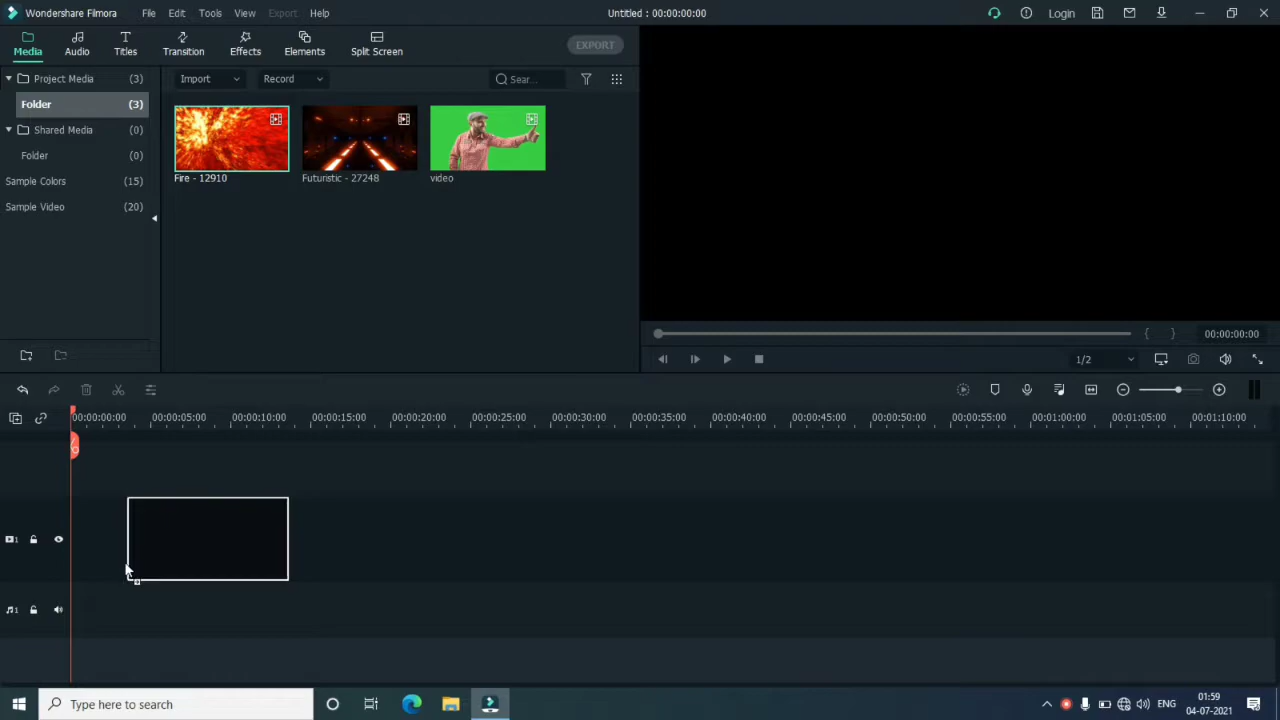 Wondershare Filmora File Edit Tools View Export Help Untitled : 00:00:00:00 Login
Media Audio Titles Transition Effects Elements Split Screen EXPORT
Project Media (3) Import Record Sear...
Folder (3)
Shared Media (0)
Folder (0)
Sample Colors (15)
Sample Video (20)
Fire - 12910 Futuristic - 27248 video
{ } 00:00:00:00
1/2
00:00:00:00 00:00:05:00 00:00:10:00 00:00:15:00 00:00:20:00 00:00:25:00 00:00:30:00 00:00:35:00 00:00:40:00 00:00:45:00 00:00:50:00 00:00:55:00 00:01:00:00 00:01:05:00 00:01:10:00
1
1
Type here to search ENG 01:59
04-07-2021